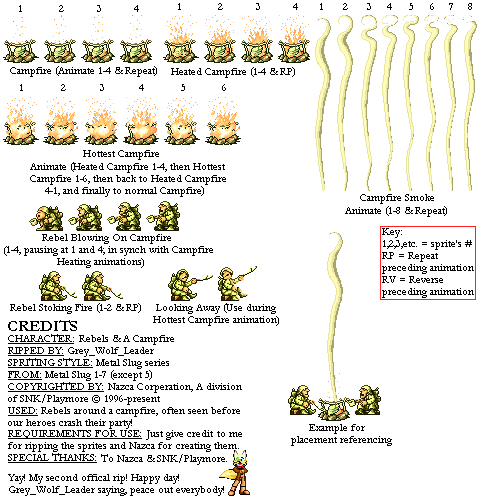 1 2 3 4
Campfire (Animate 1-4 & Repeat)
1 2 3 4
Heated Campfire (1-4 & RP)
1 2 3 4 5 6
Hottest Campfire
Animate (Heated Campfire 1-4, then Hottest
Campfire 1-6, then back to Heated Campfire
4-1, and finally to normal Campfire)
1 2 3 4 5 6 7 8
Campfire Smoke
Animate (1-8 & Repeat)
Rebel Blowing On Campfire
(1-4, pausing at 1 and 4, in synch with Campfire
Heating animations)
Rebel Stoking Fire (1-2 & RP)
Looking Away (Use during
Hottest Campfire animation)
Key:
1,2,3,etc. = sprite's #
RP = Repeat
preceding animation
RV = Reverse
preceding animation
CREDITS
CHARACTER: Rebels & A Campfire
RIPPED BY: Grey_Wolf_Leader
SPRITING STYLE: Metal Slug series
FROM: Metal Slug 1-7 (except 5)
COPYRIGHTED BY: Nazca Corperation, A division
of SNK/Playmore © 1996-present
USED: Rebels around a campfire, often seen before
our heroes crash their party!
REQUIREMENTS FOR USE: Just give credit to me
for ripping the sprites and Nazca for creating them.
SPECIAL THANKS: To Nazca & SNK/Playmore.
Yay! My second offical rip! Happy day!
Grey_Wolf_Leader saying, peace out everybody!
Example for
placement referencing